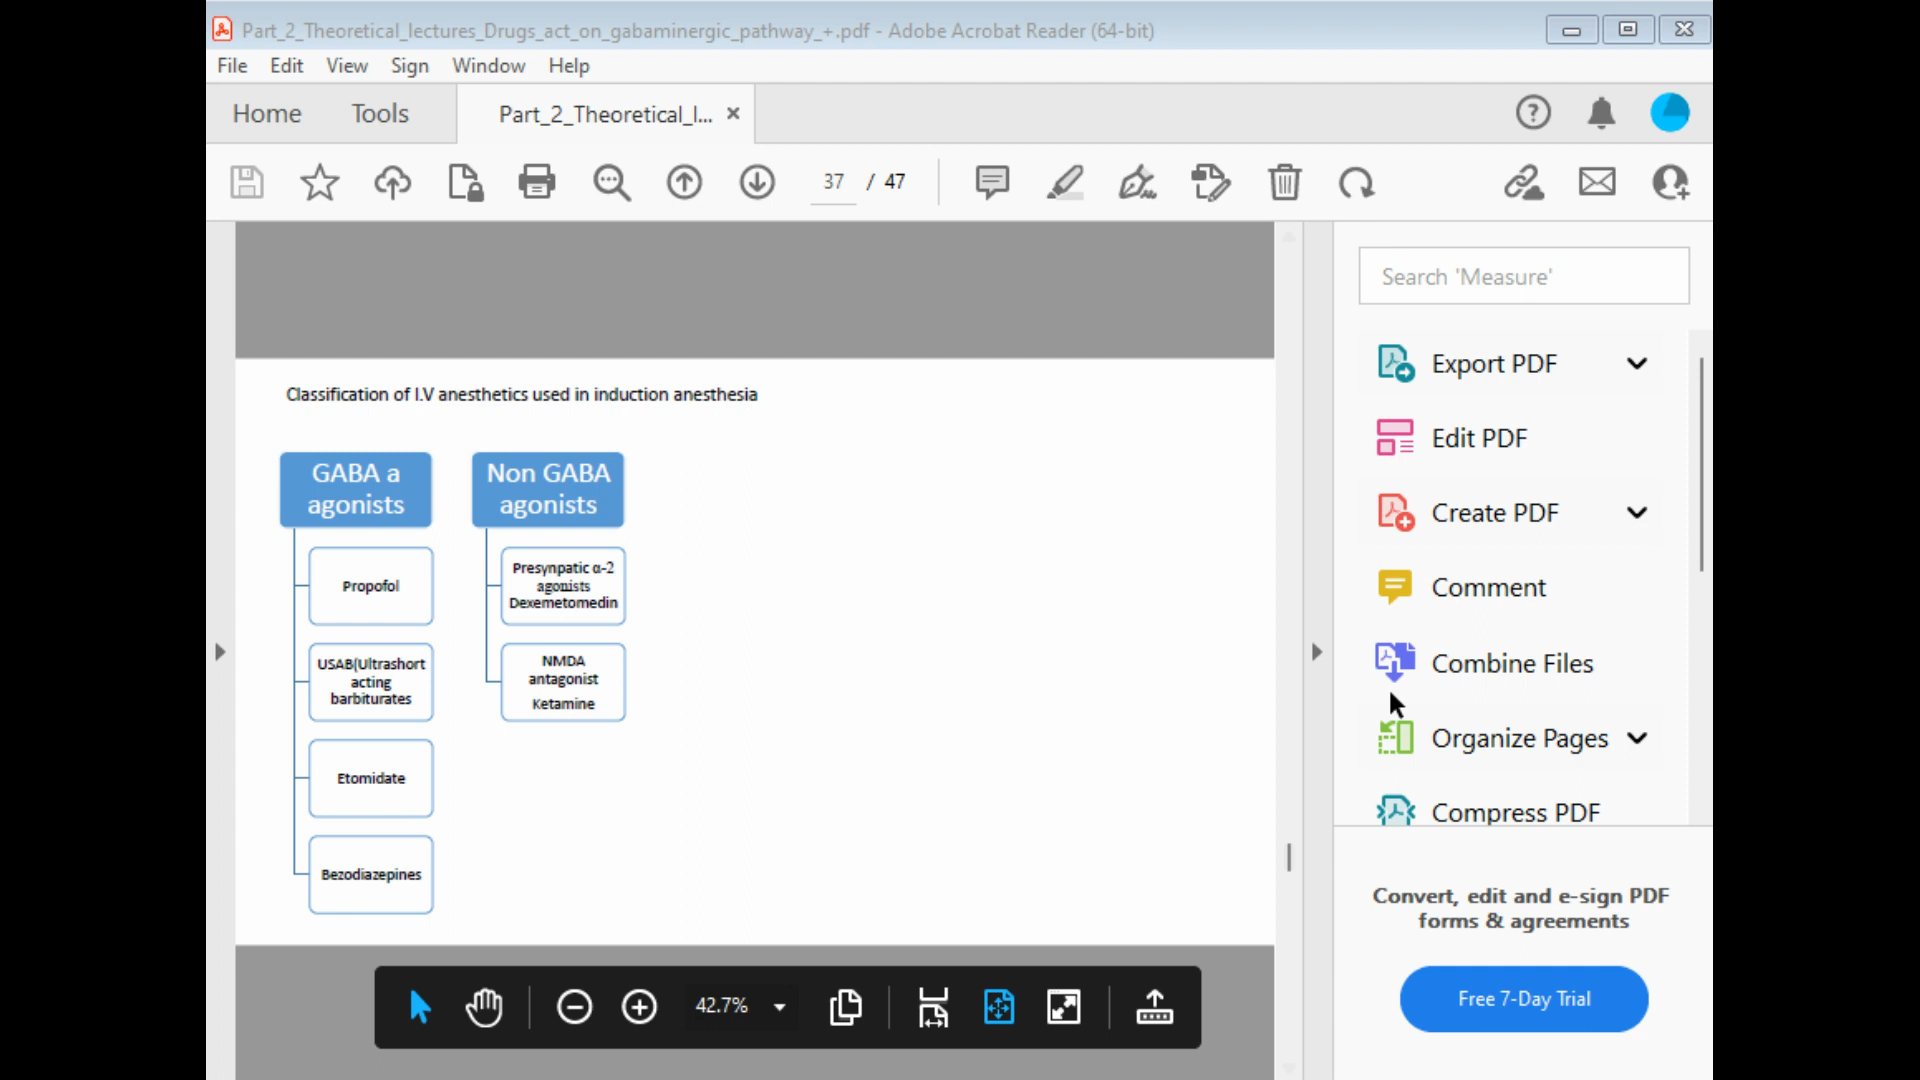 Part_2_Theoretical_lectures_Drugs_act_on_gabaminergic_pathway_+.pdf - Adobe Acrobat Reader (64-bit)
File Edit View Sign Window Help
Home Tools Part_2_Theoretical_l...
37 / 47
Search 'Measure'
Export PDF
Edit PDF
Create PDF
Comment
Combine Files
Organize Pages
Compress PDF
Convert, edit and e-sign PDF
forms & agreements
Free 7-Day Trial
Classification of I.V anesthetics used in induction anesthesia
GABA a
agonists
Propofol
USAB(Ultrashort
acting
barbiturates
Etomidate
Bezodiazepines
Non GABA
agonists
Presynpatic α-2
agonists
Dexemetomedin
NMDA
antagonist
Ketamine
42.7%